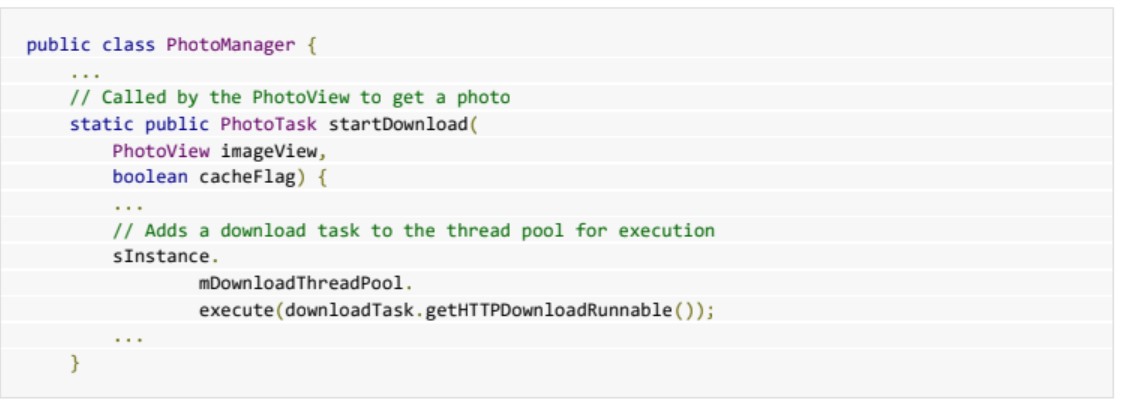 public class PhotoManager {
...
// Called by the PhotoView to get a photo
static public PhotoTask startDownload(
PhotoView imageView,
boolean cacheFlag) {
...
// Adds a download task to the thread pool for execution
sInstance.
mDownloadThreadPool.
execute(downloadTask.getHTTPDownloadRunnable());
...
}